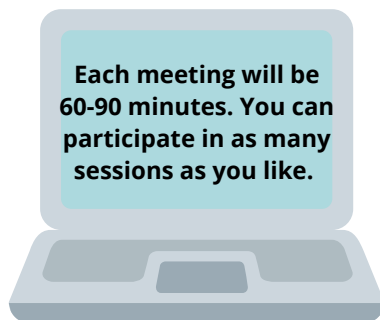 Each meeting will be
60-90 minutes. You can
participate in as many
sessions as you like.